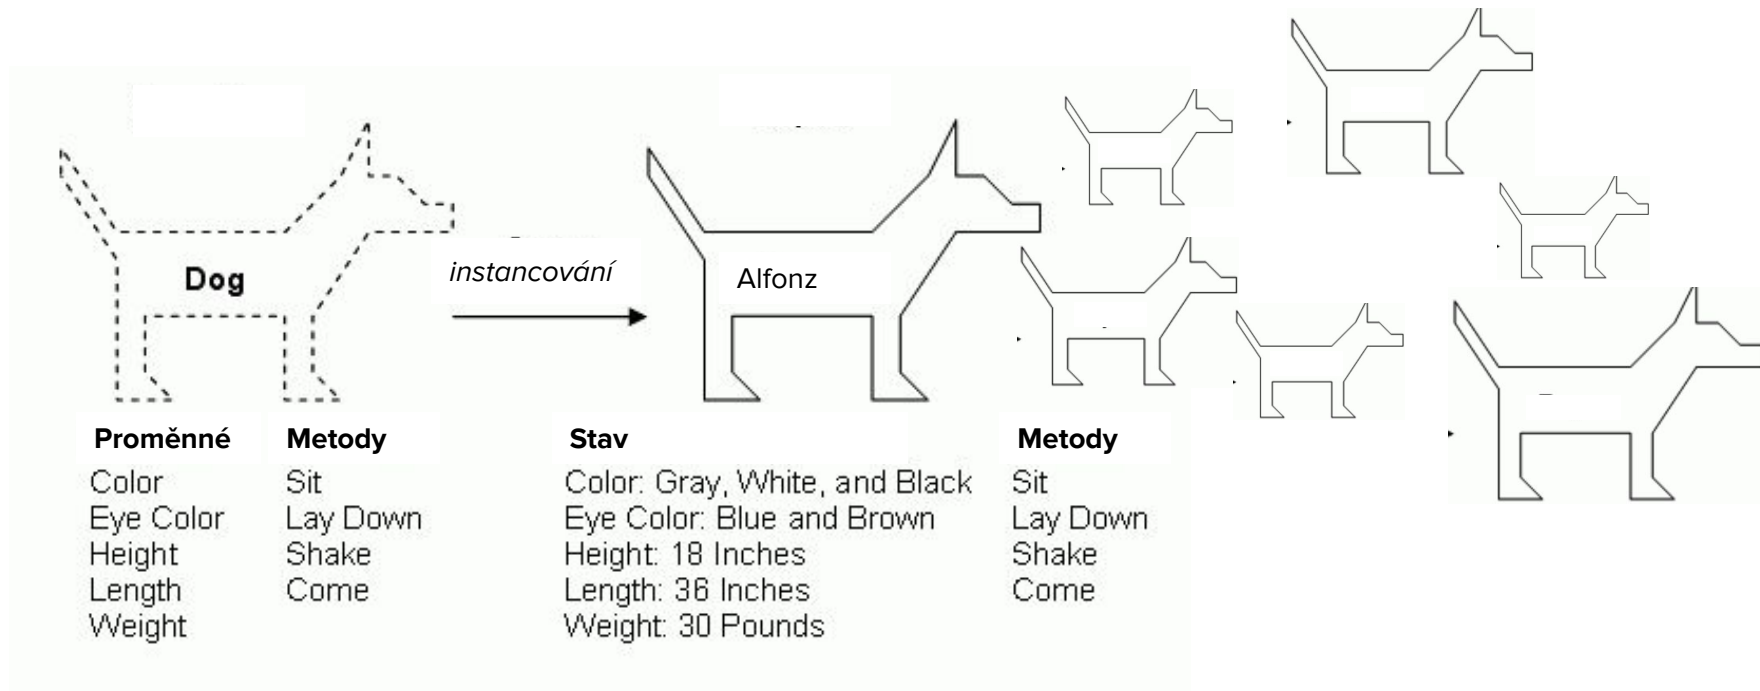 Dog
instancování
Alfonz
Proměnné
Color
Eye Color
Height
Length
Weight
Metody
Sit
Lay Down
Shake
Come
Stav
Color: Gray, White, and Black
Eye Color: Blue and Brown
Height: 18 Inches
Length: 36 Inches
Weight: 30 Pounds
Metody
Sit
Lay Down
Shake
Come